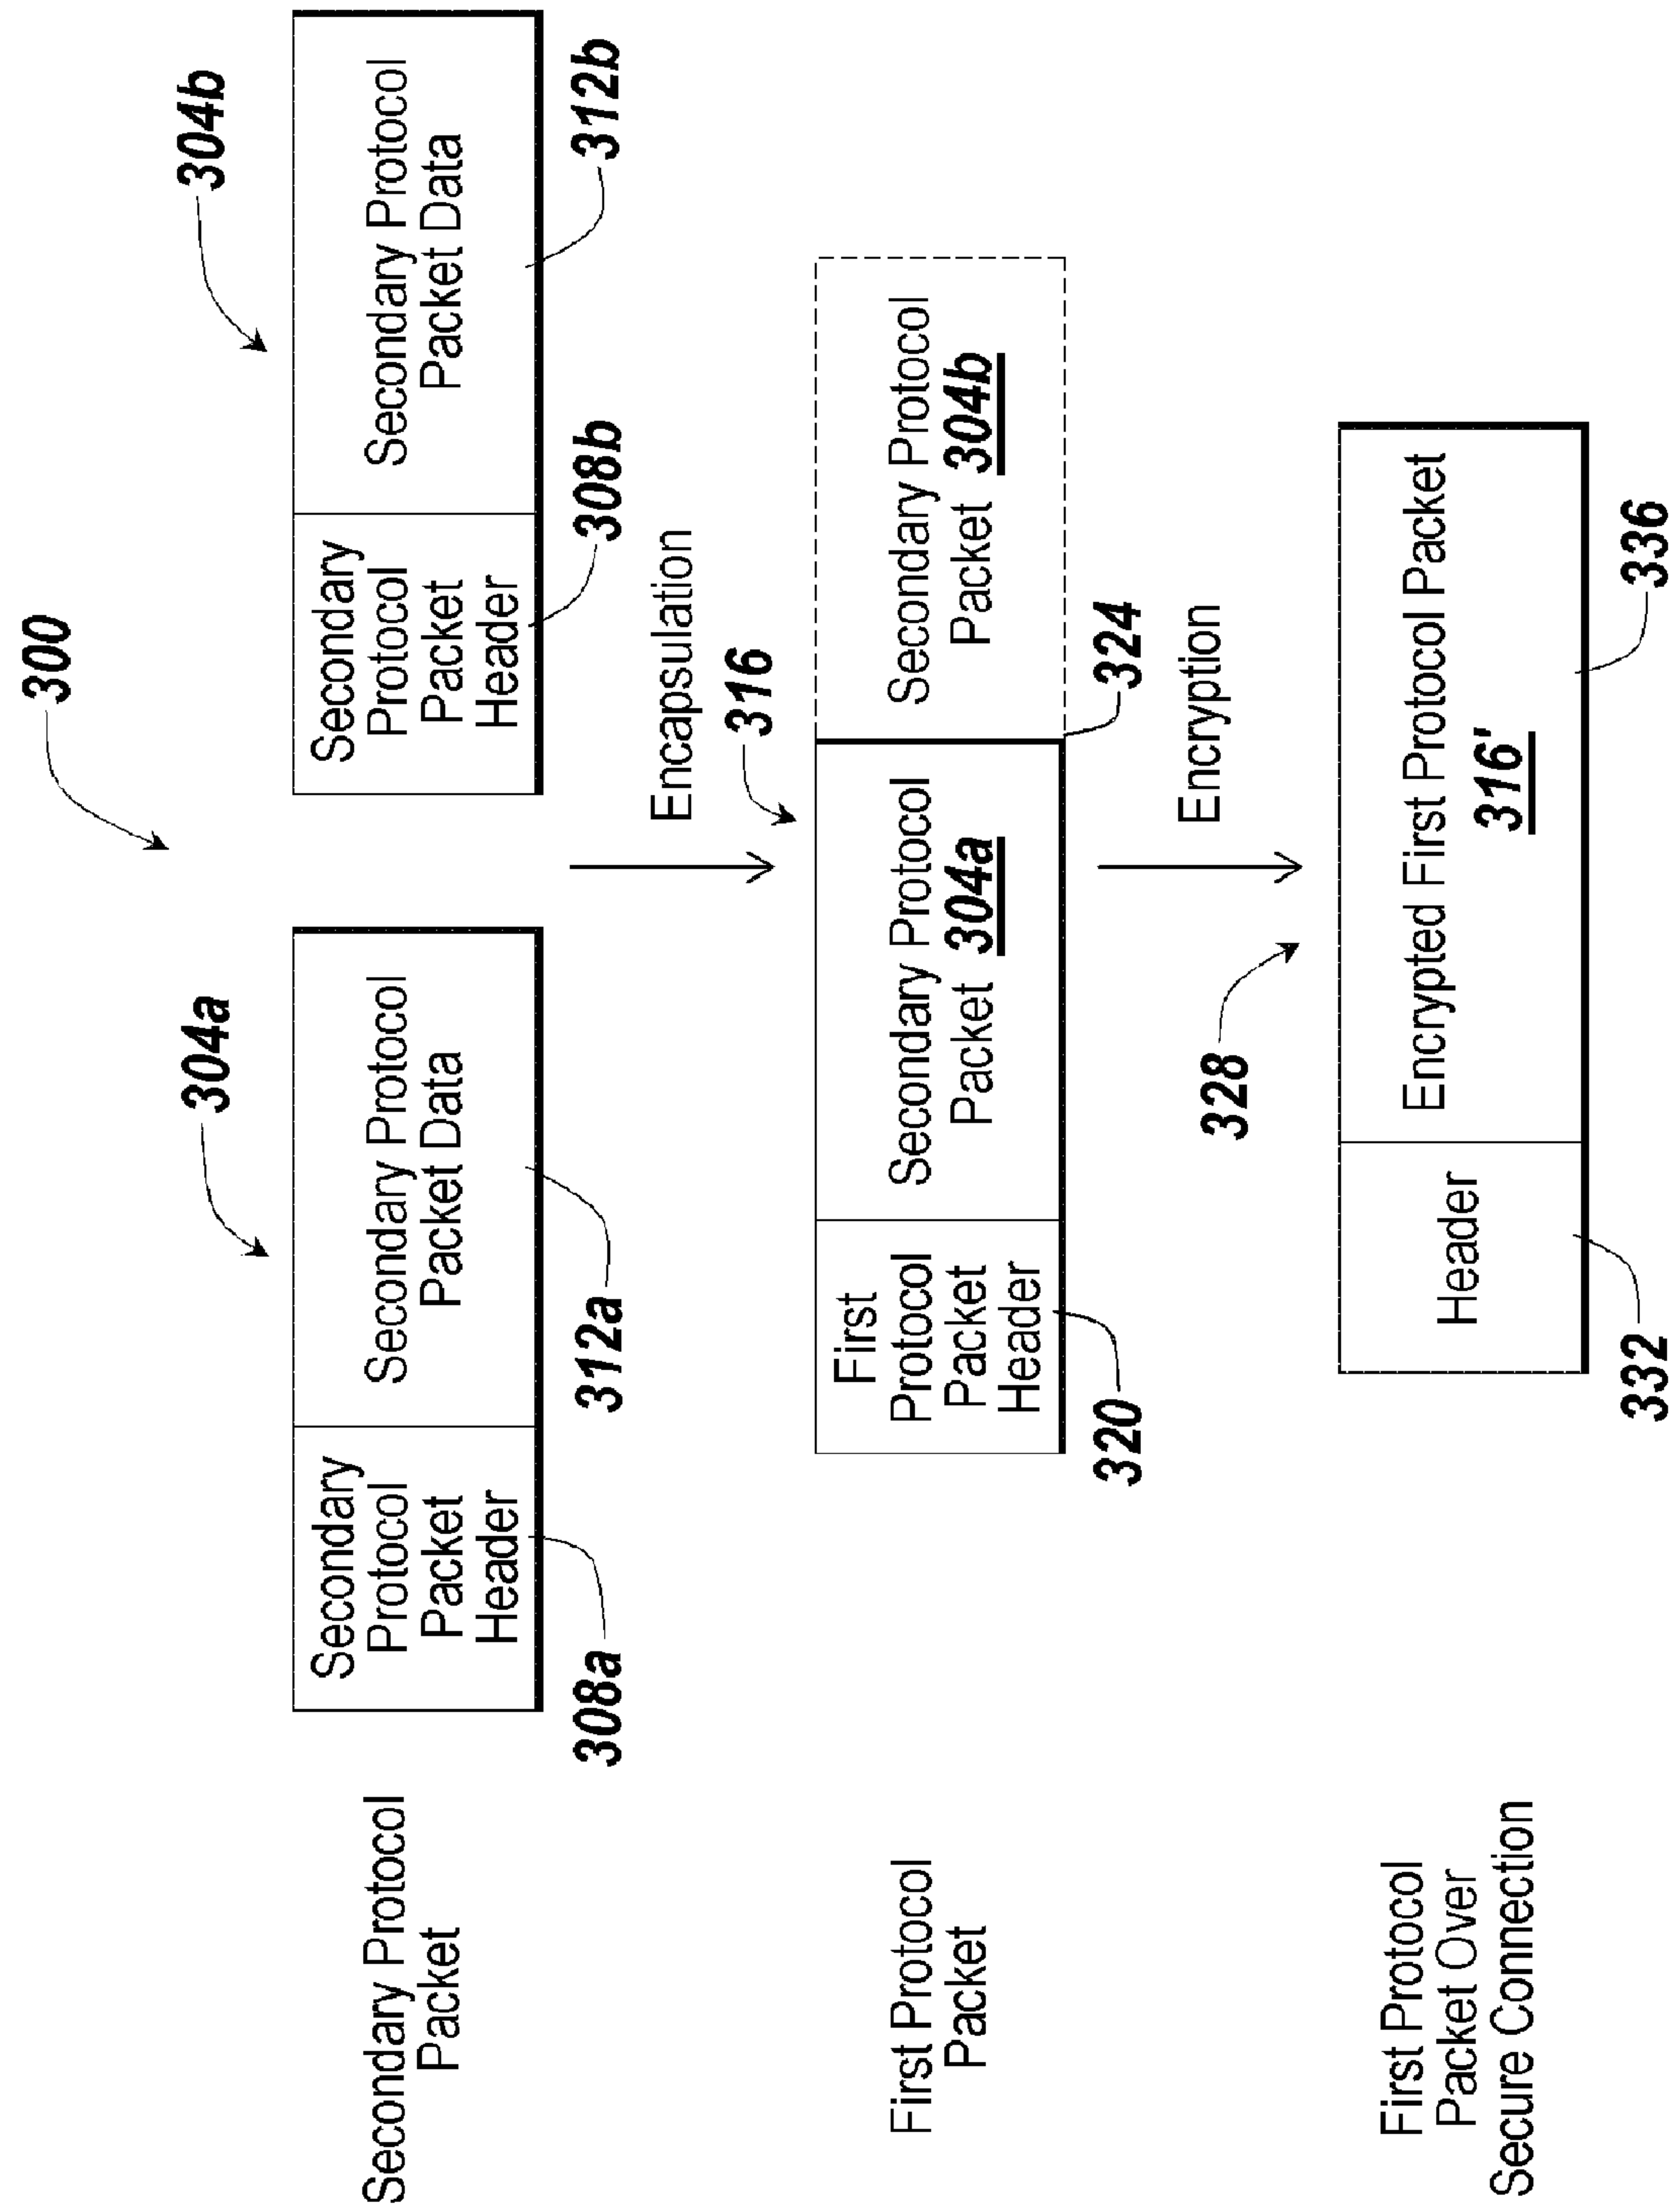 300
304a
304b
Secondary Protocol
Packet
Secondary
Protocol
Packet
Header
Secondary Protocol
Packet Data
Secondary
Protocol
Packet
Header
Secondary Protocol
Packet Data
308a
312a
308b
312b
Encapsulation
316
First Protocol
Packet
First
Protocol
Packet
Header
Secondary Protocol
Packet 304a
Secondary Protocol
Packet 304b
320
324
Encryption
328
First Protocol
Packet Over
Secure Connection
Header
Encrypted First Protocol Packet
316'
332
336